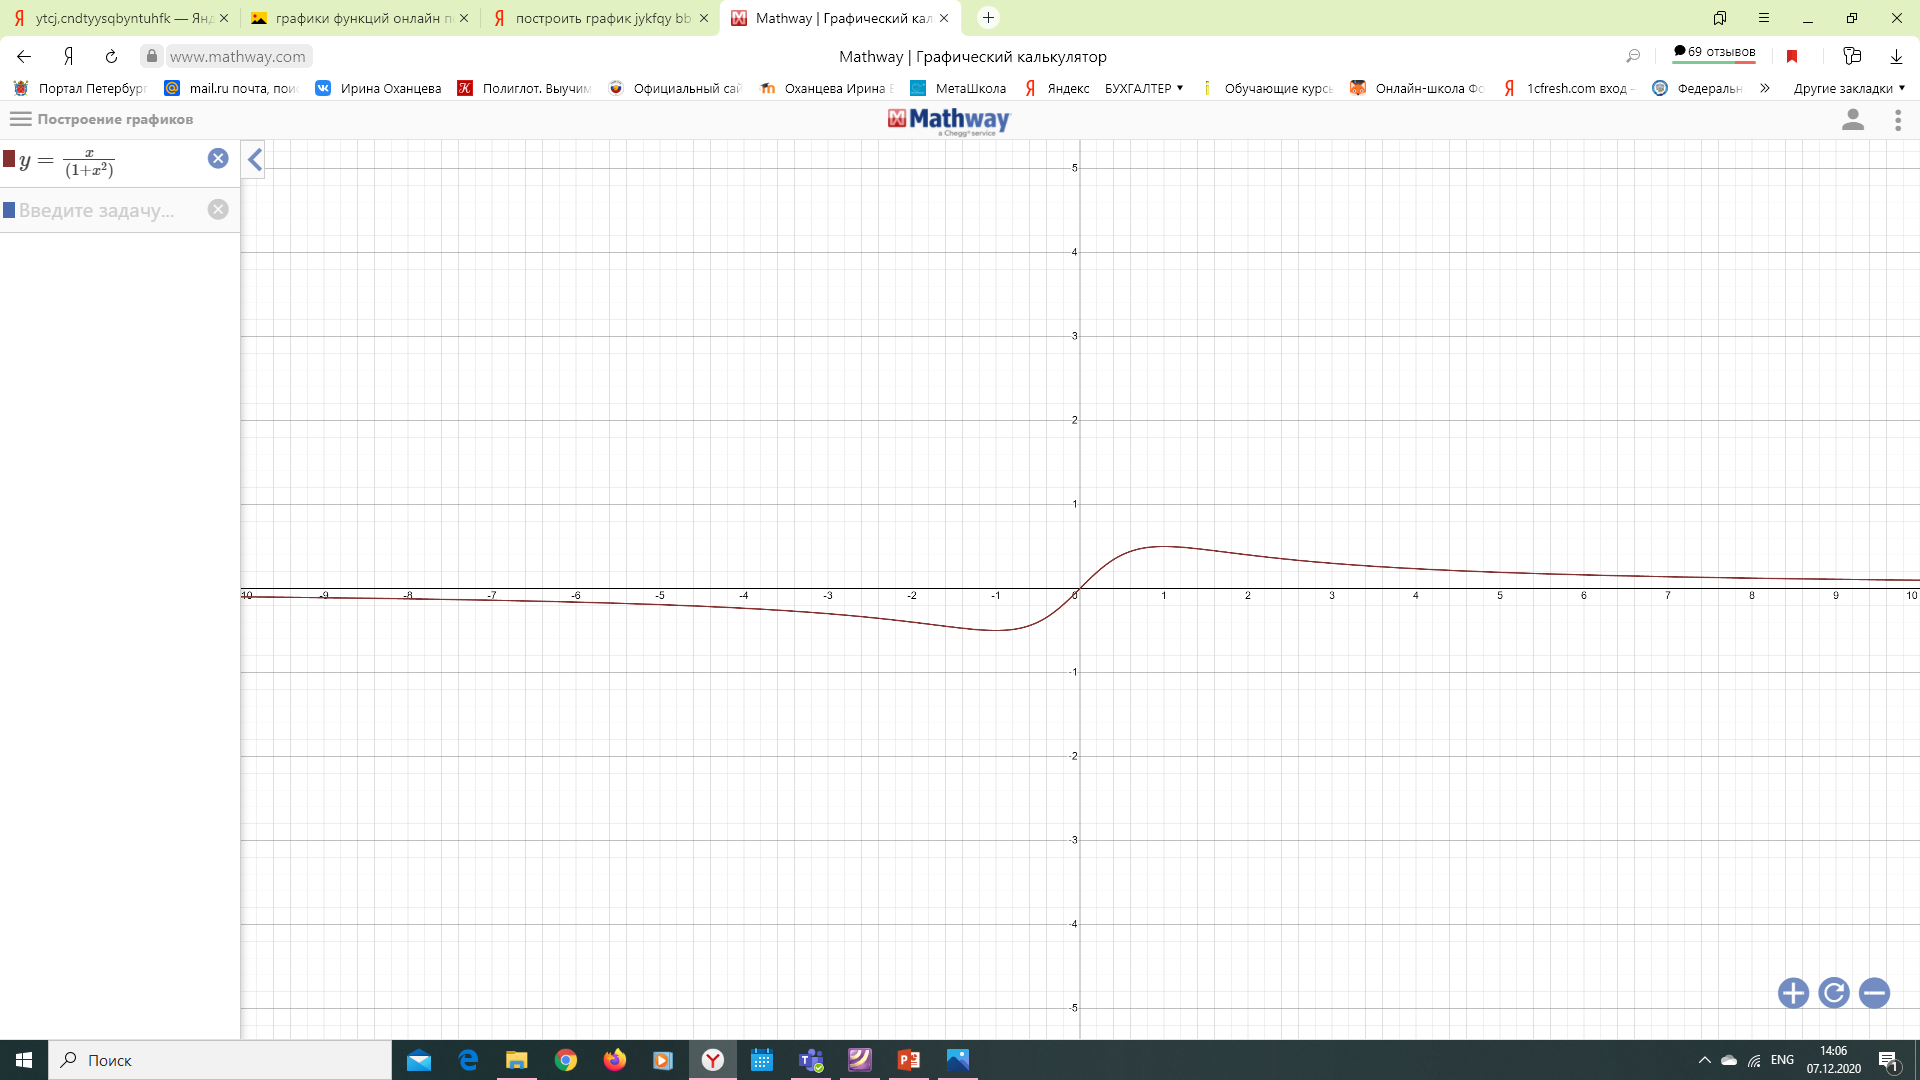 ytcj,cndtyysqbyntuhfk — Янд
графики функций онлайн п
построить график jykfqy bb
Mathway | Графический кал
www.mathway.com
Mathway | Графический калькулятор
69 отзывов
Портал Петербург
mail.ru почта, поис
Ирина Оханцева
Полиглот. Выучим
Официальный сай
Оханцева Ирина В
МетаШкола
Яндекс
БУХГАЛТЕР
Обучающие курсы
Онлайн-школа Фо
1cfresh.com вход –
Федеральн
»
Другие закладки
Построение графиков
Mathway
a Chegg® service
y = x/(1+x²)
Введите задачу...
5
4
3
2
1
10 -9 -8 -7 -6 -5 -4 -3 -2 -1 0 1 2 3 4 5 6 7 8 9 10
-1
-2
-3
-4
-5
Поиск
ENG
14:06
07.12.2020
1